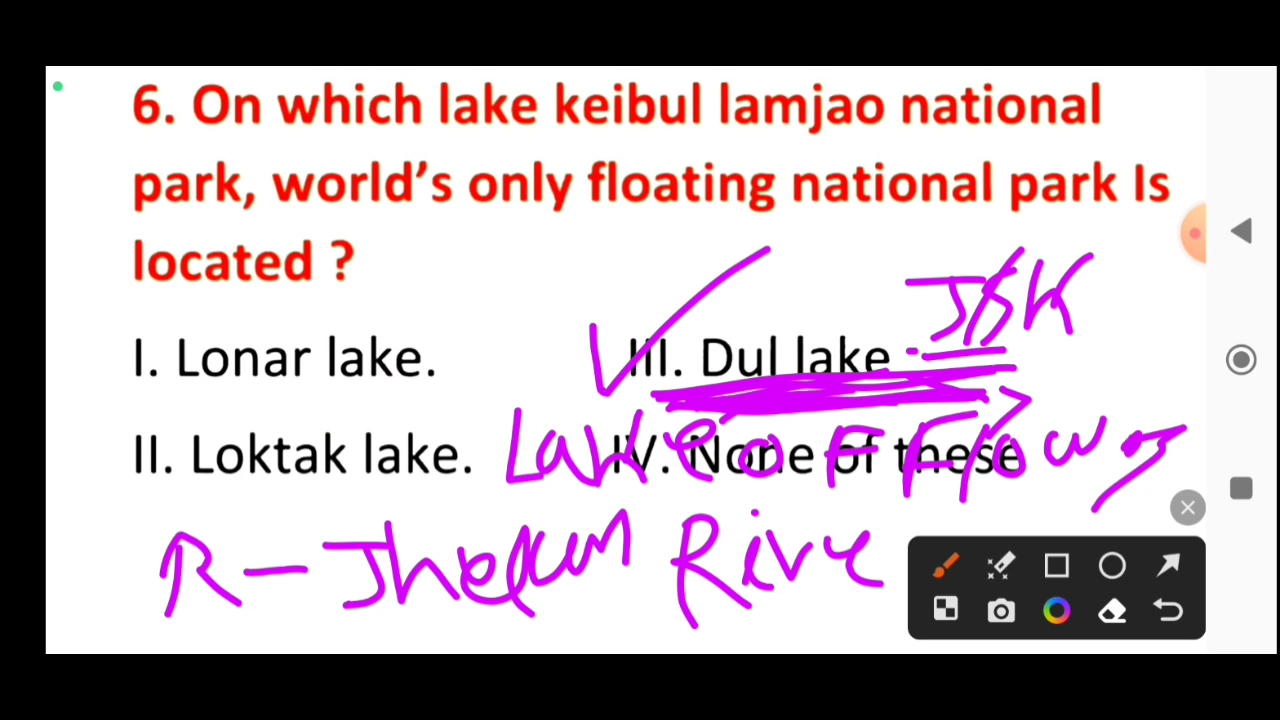 6. On which lake keibul lamjao national
park, world's only floating national park Is
located ?
J&K
I. Lonar lake.
III. Dul lake
II. Loktak lake.
IV. None of these
Lake of Flower
R - Jhelum River